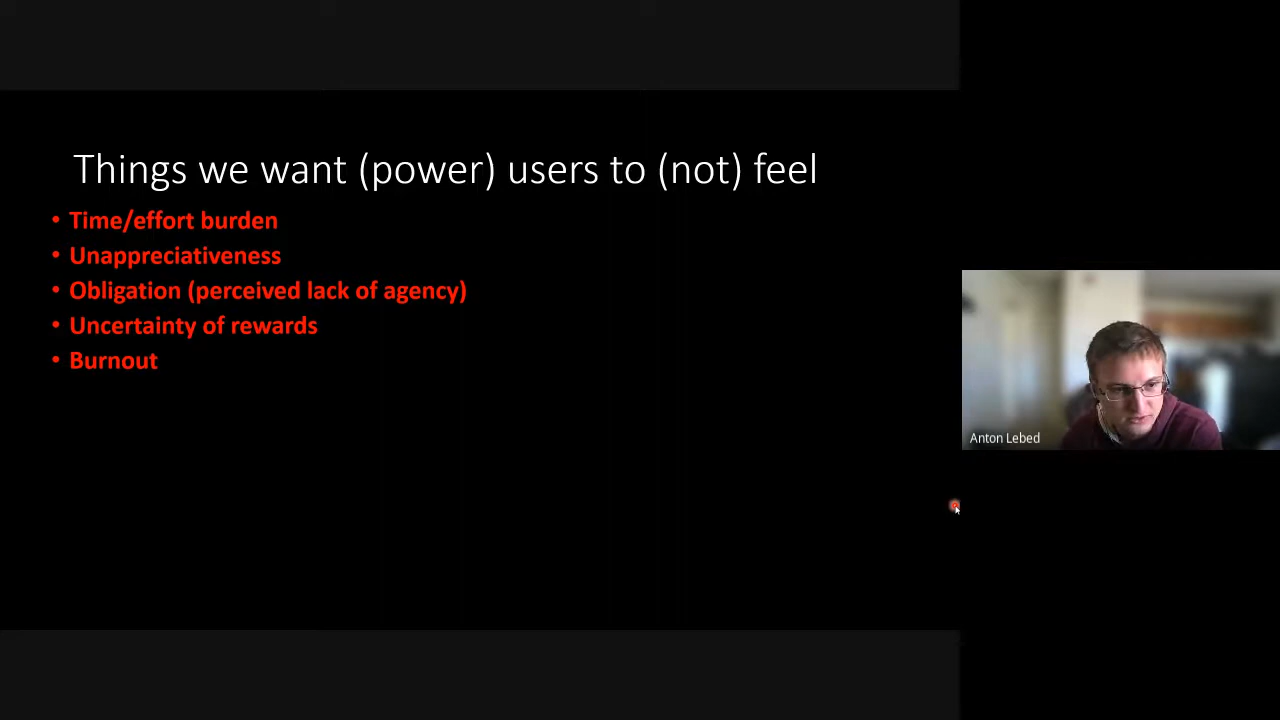 Things we want (power) users to (not) feel
• Time/effort burden
• Unappreciativeness
• Obligation (perceived lack of agency)
• Uncertainty of rewards
• Burnout
Anton Lebed